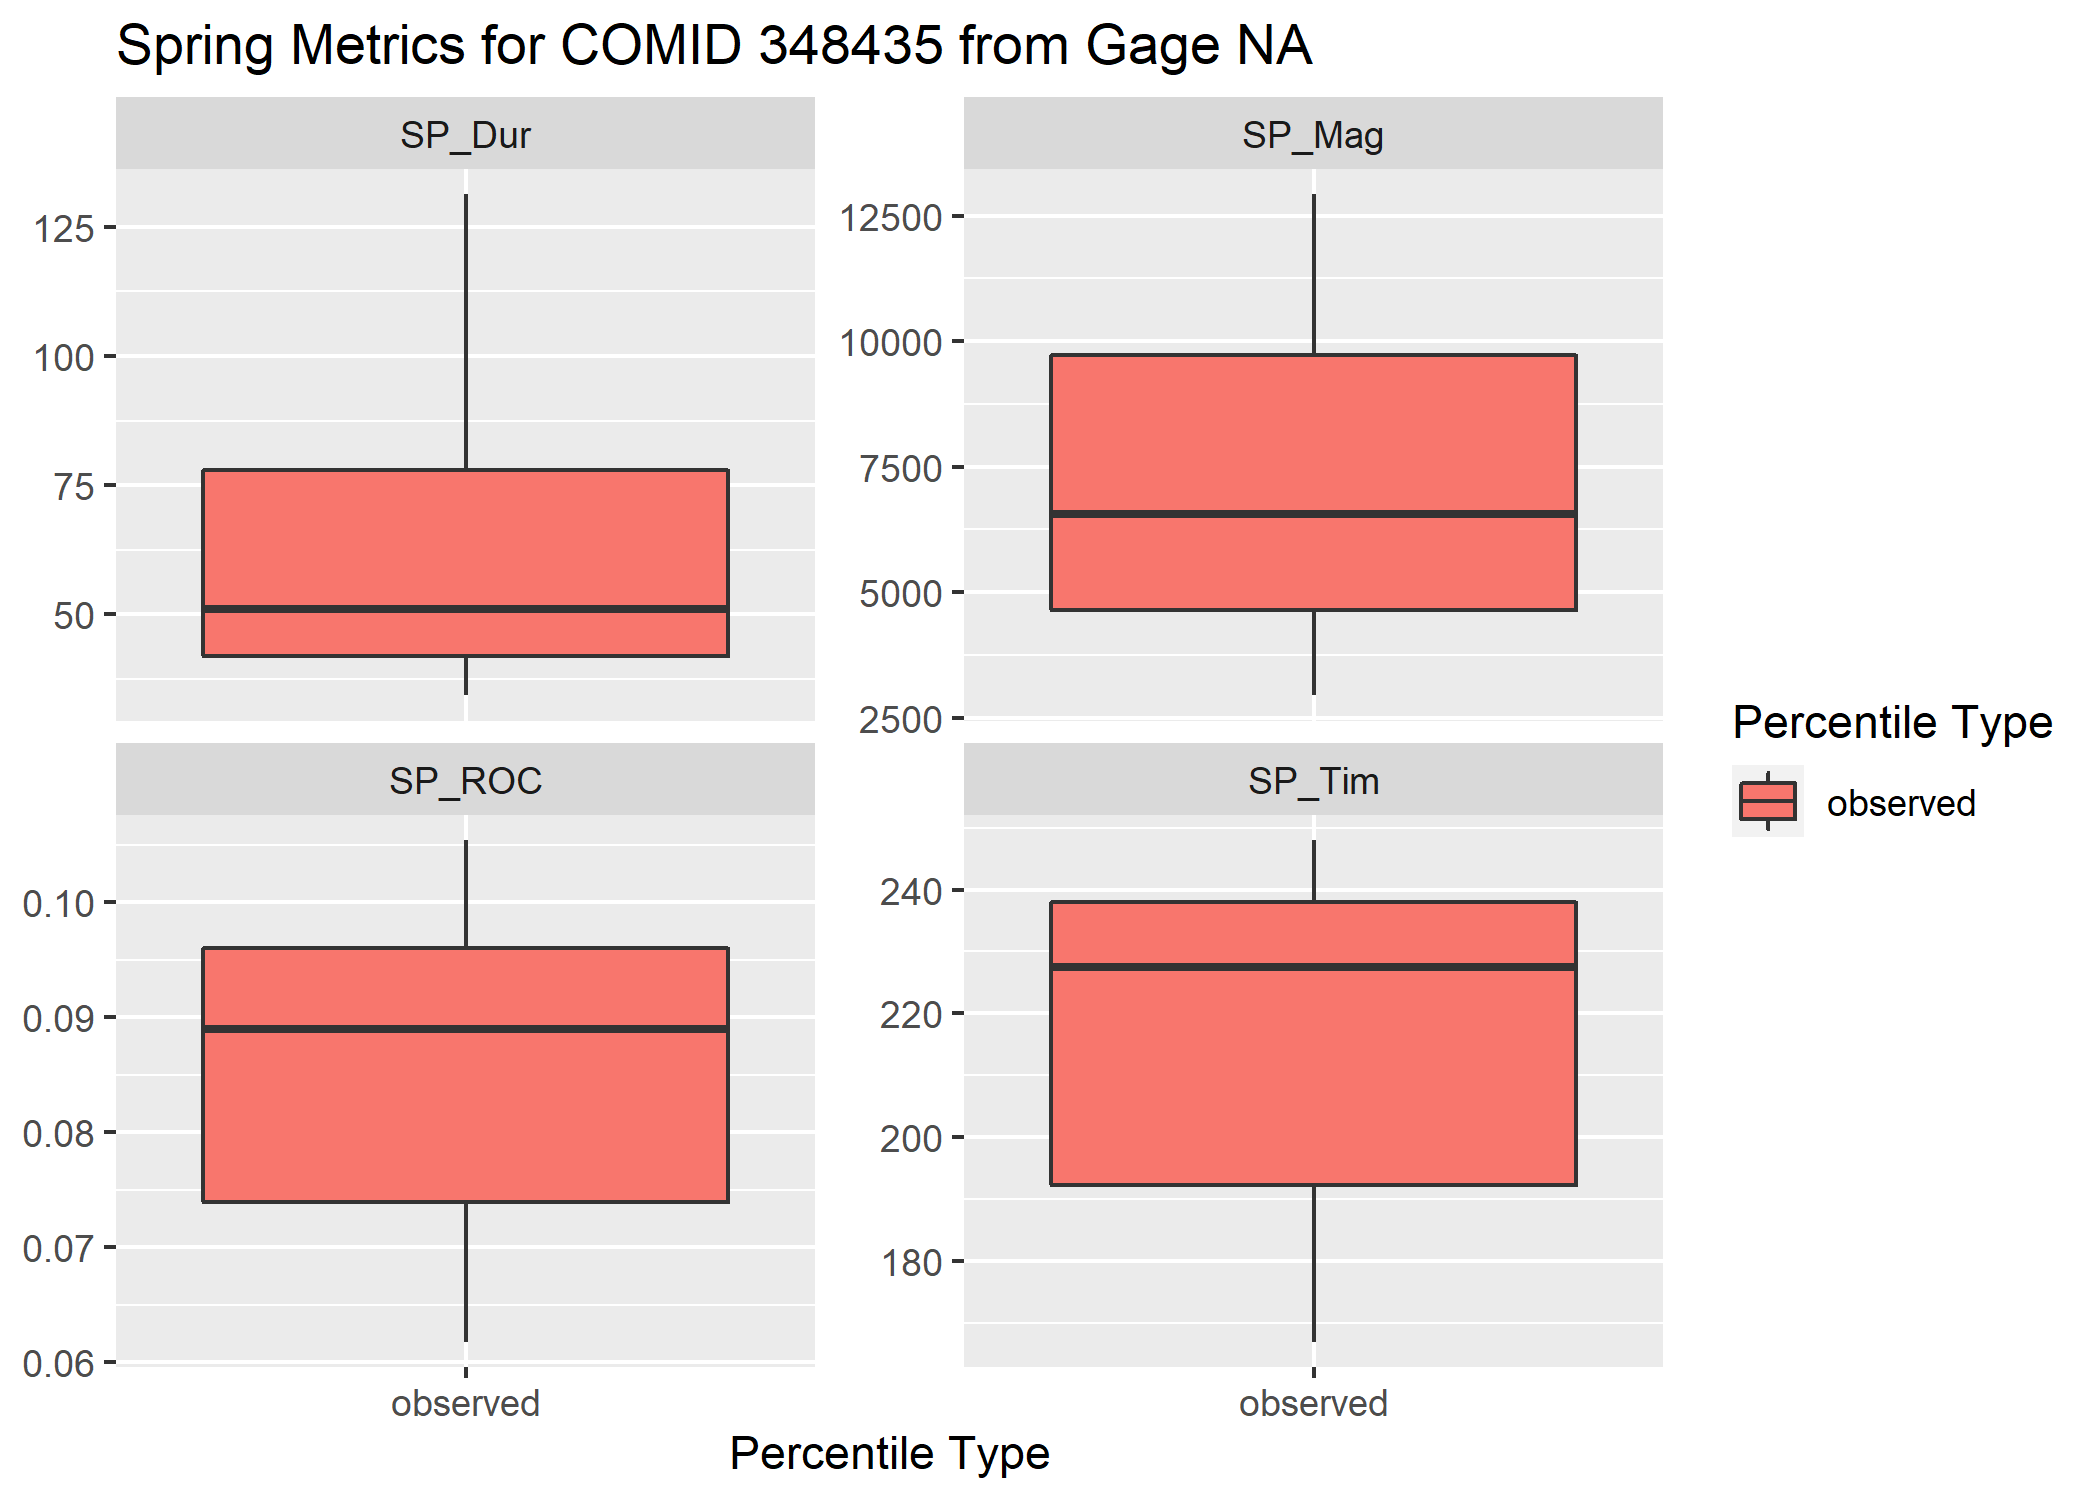 Spring Metrics for COMID 348435 from Gage NA
SP_Dur
SP_Mag
125
100
75
50
12500
10000
7500
5000
2500
SP_ROC
SP_Tim
0.10
0.09
0.08
0.07
0.06
240
220
200
180
observed
observed
Percentile Type
Percentile Type
observed